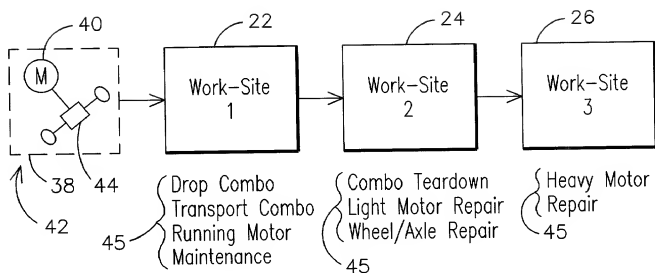 40
22
24
26
M
Work-Site
1
Work-Site
2
Work-Site
3
38
44
42
45
Drop Combo
Transport Combo
Running Motor
Maintenance
45
Combo Teardown
Light Motor Repair
Wheel/Axle Repair
45
Heavy Motor
Repair